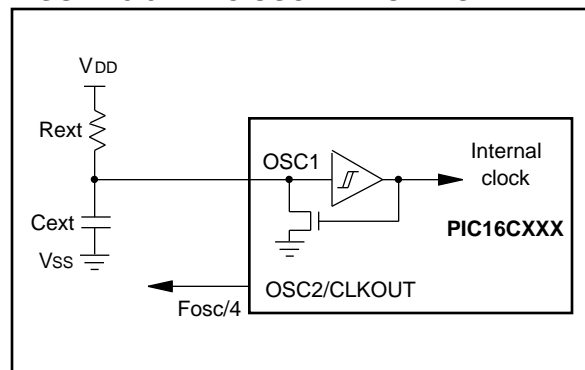 VDD
Rext
OSC1
Internal
clock
Cext
PIC16CXXX
VSS
OSC2/CLKOUT
Fosc/4